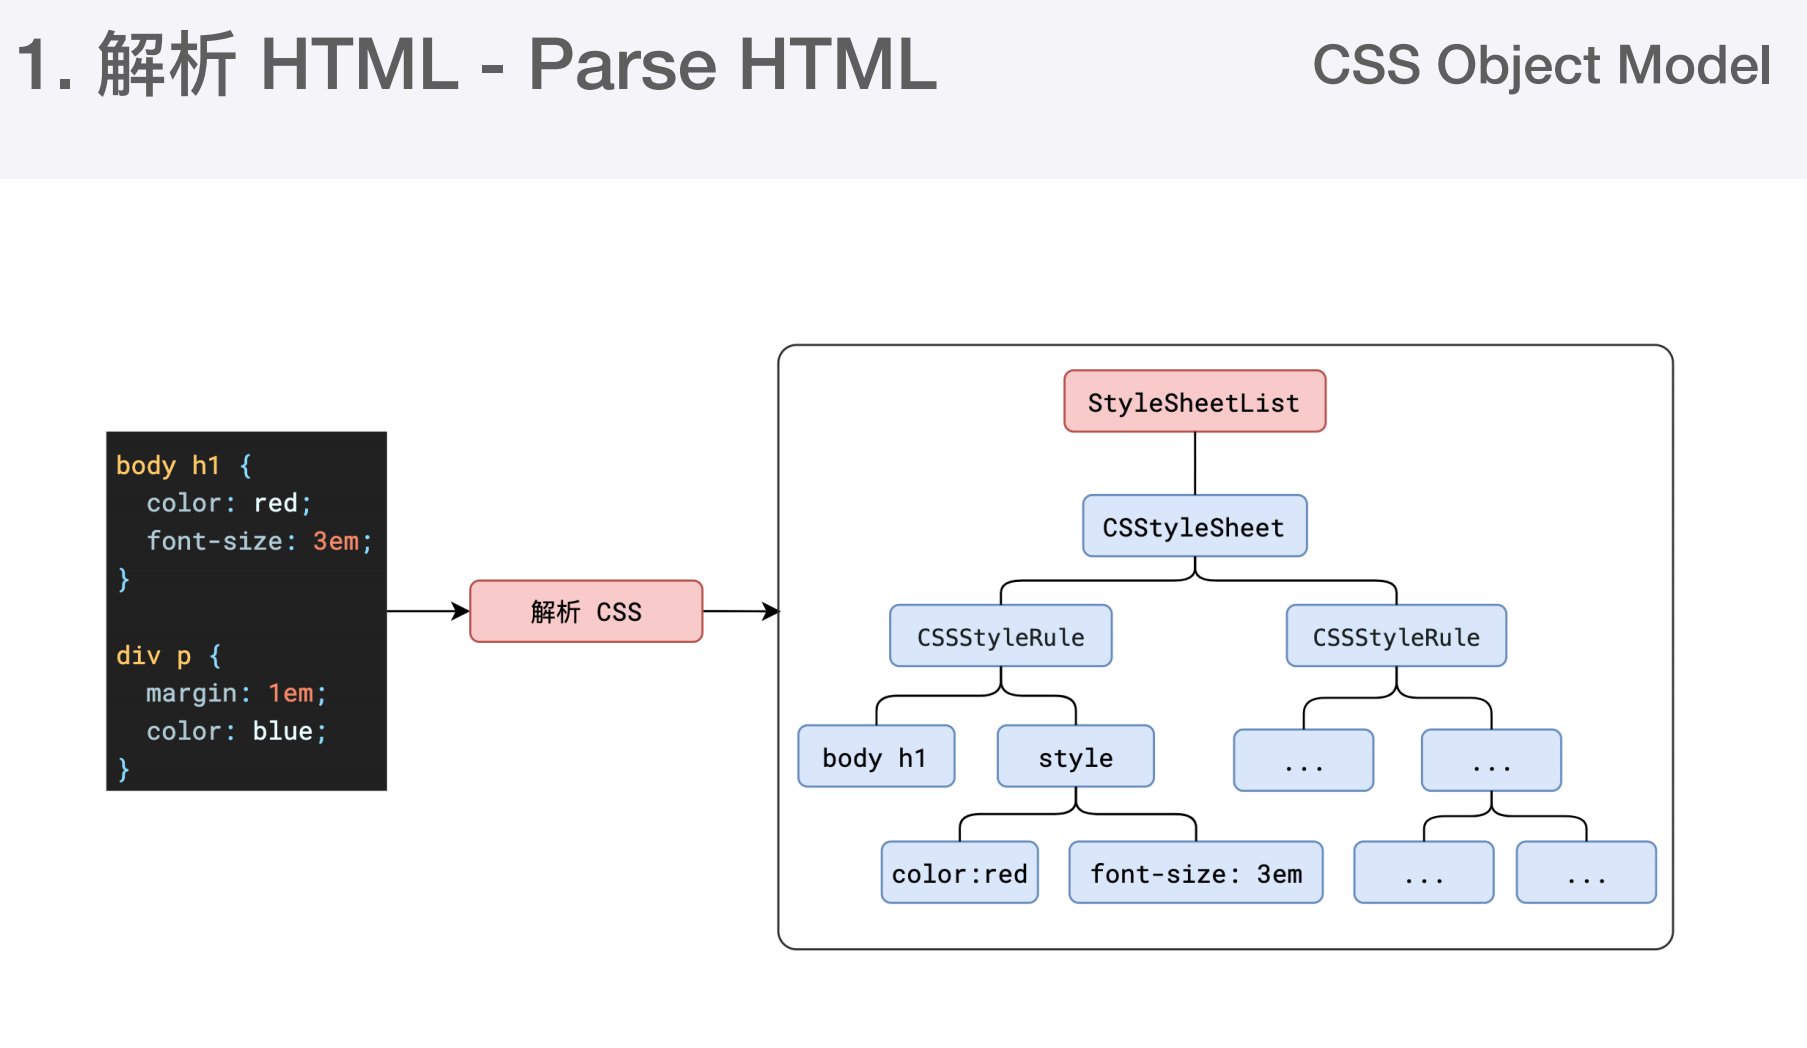 1. 解析 HTML - Parse HTML
CSS Object Model
body h1 {
  color: red;
  font-size: 3em;
}
div p {
  margin: 1em;
  color: blue;
}
解析 CSS
StyleSheetList
CSStyleSheet
CSSStyleRule
CSSStyleRule
body h1
style
...
...
color:red
font-size: 3em
...
...